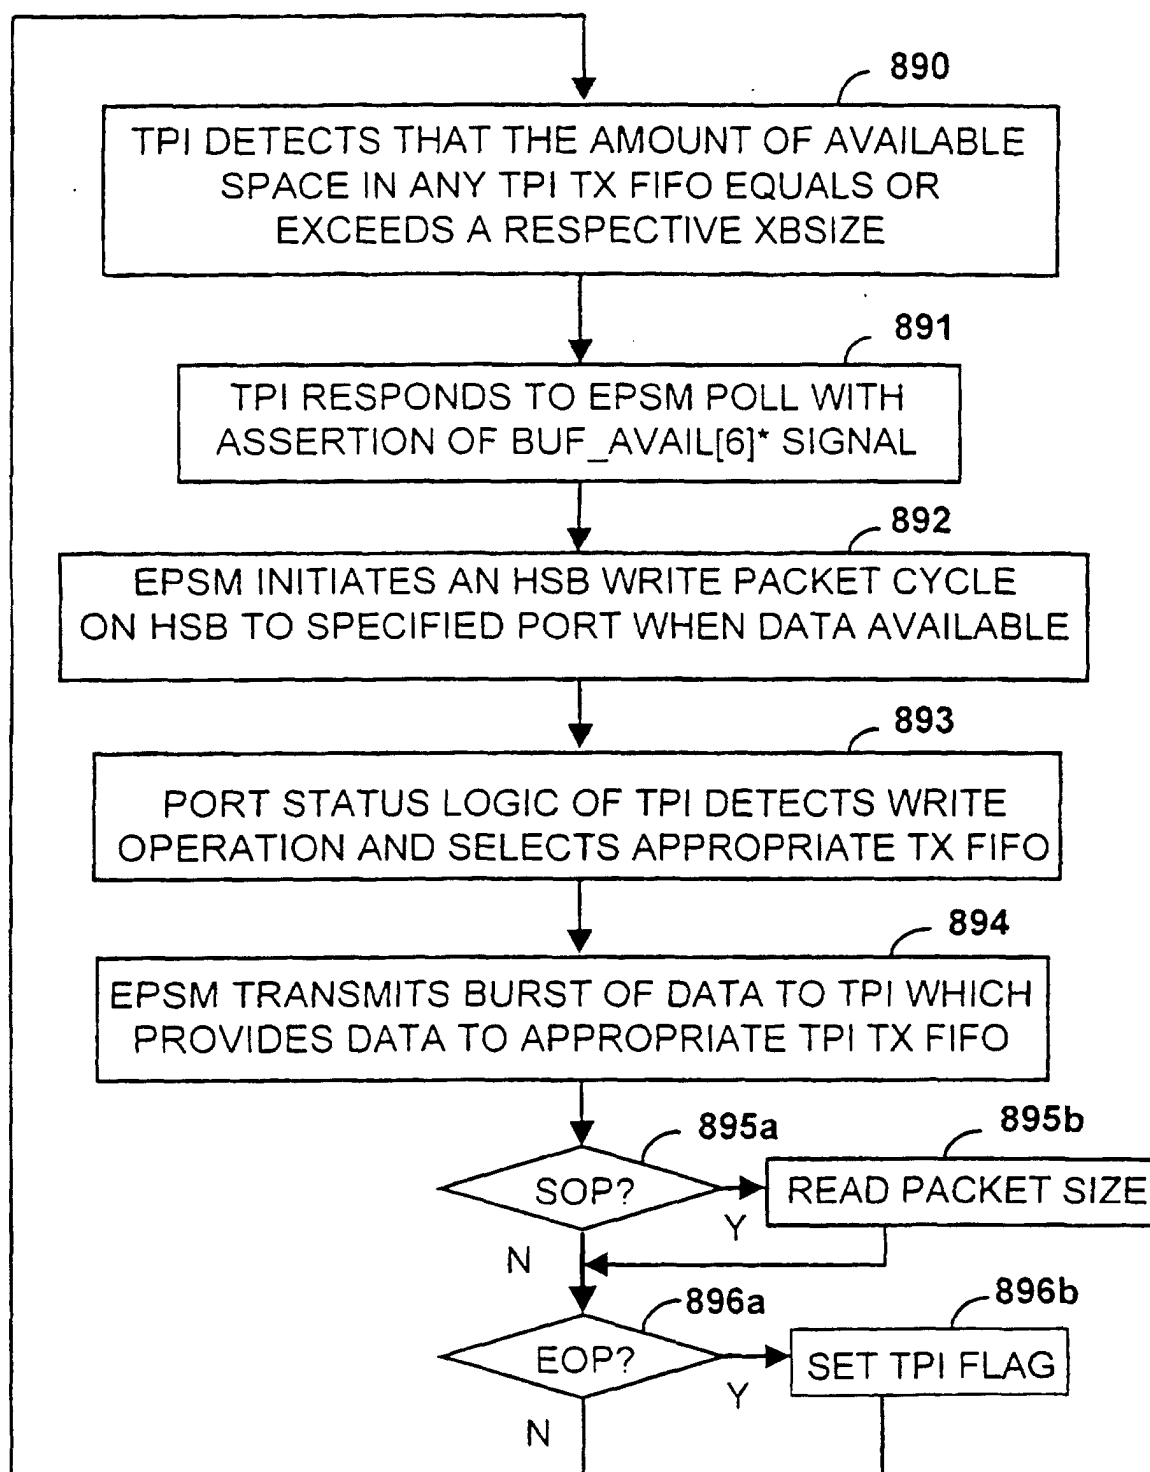 890
TPI DETECTS THAT THE AMOUNT OF AVAILABLE
SPACE IN ANY TPI TX FIFO EQUALS OR
EXCEEDS A RESPECTIVE XBSIZE
891
TPI RESPONDS TO EPSM POLL WITH
ASSERTION OF BUF_AVAIL[6]* SIGNAL
892
EPSM INITIATES AN HSB WRITE PACKET CYCLE
ON HSB TO SPECIFIED PORT WHEN DATA AVAILABLE
893
PORT STATUS LOGIC OF TPI DETECTS WRITE
OPERATION AND SELECTS APPROPRIATE TX FIFO
894
EPSM TRANSMITS BURST OF DATA TO TPI WHICH
PROVIDES DATA TO APPROPRIATE TPI TX FIFO
895a
895b
SOP?
READ PACKET SIZE
Y
N
896a
896b
EOP?
SET TPI FLAG
Y
N